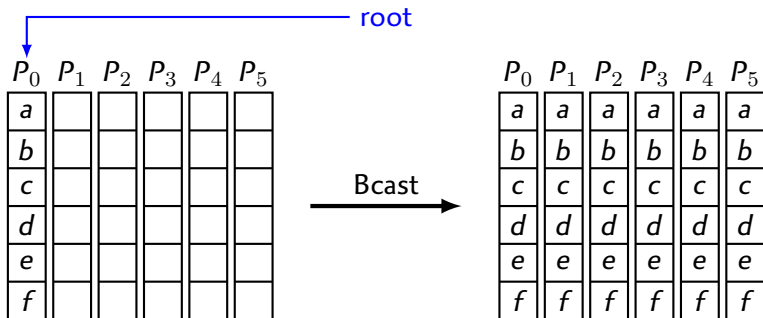 root
P0 P1 P2 P3 P4 P5 P0 P1 P2 P3 P4 P5
a a a a a a a
b b b b b b b
c c c c c c c
Bcast
d d d d d d d
e e e e e e e
f f f f f f f